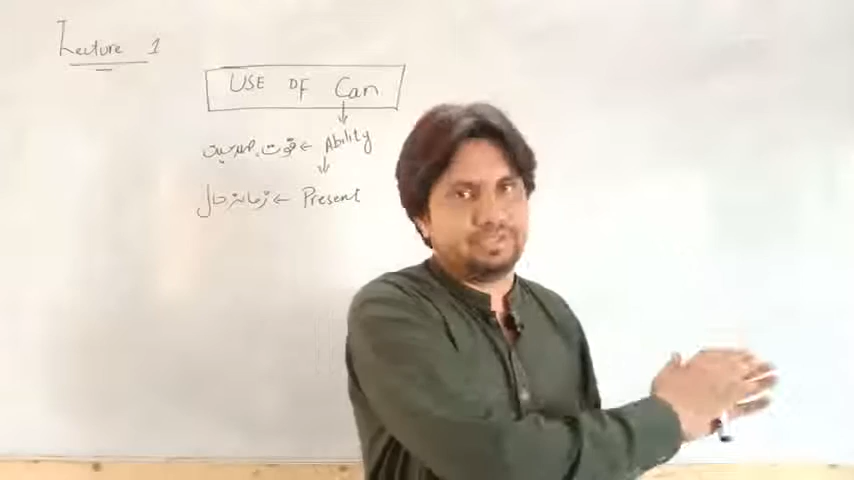 Lecture 1
USE OF Can
Ability → قوت، صلاحیت
Present → زمانہ حال